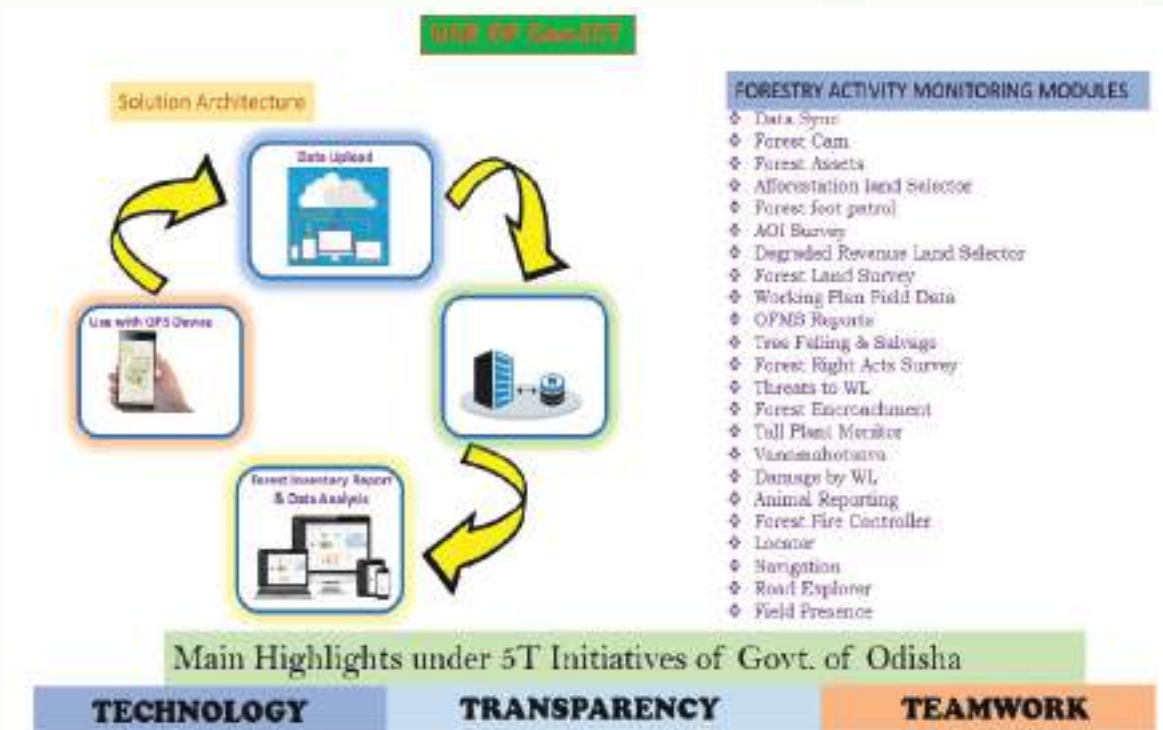 USE OF Geo-ICT
Solution Architecture
Data Upload
Use with GPS Device
Forest Inventory Report
& Data Analysis
FORESTRY ACTIVITY MONITORING MODULES
❖ Data Sync
❖ Forest Cam
❖ Forest Assets
❖ Afforestation land Selector
❖ Forest foot patrol
❖ AOI Survey
❖ Degraded Revenue Land Selector
❖ Forest Land Survey
❖ Working Plan Field Data
❖ OFMS Reports
❖ Tree Felling & Salvage
❖ Forest Right Acts Survey
❖ Threats to WL
❖ Forest Encroachment
❖ Tall Plant Monitor
❖ Vanamahotsava
❖ Damage by WL
❖ Animal Reporting
❖ Forest Fire Controller
❖ Locator
❖ Navigation
❖ Road Explorer
❖ Field Presence
Main Highlights under 5T Initiatives of Govt. of Odisha
TECHNOLOGY TRANSPARENCY TEAMWORK